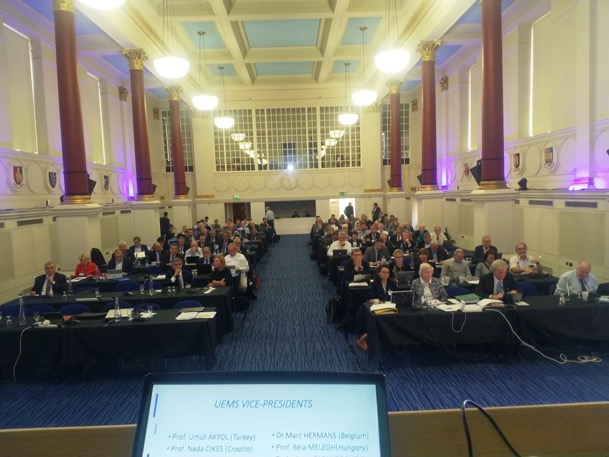 UEMS VICE-PRESIDENTS
• Prof. Umut AKYOL (Turkey)
• Dr Marc HERMANS (Belgium)
• Prof. Nada CIKES (Croatia)
• Prof. Béla MELEGH (Hungary)